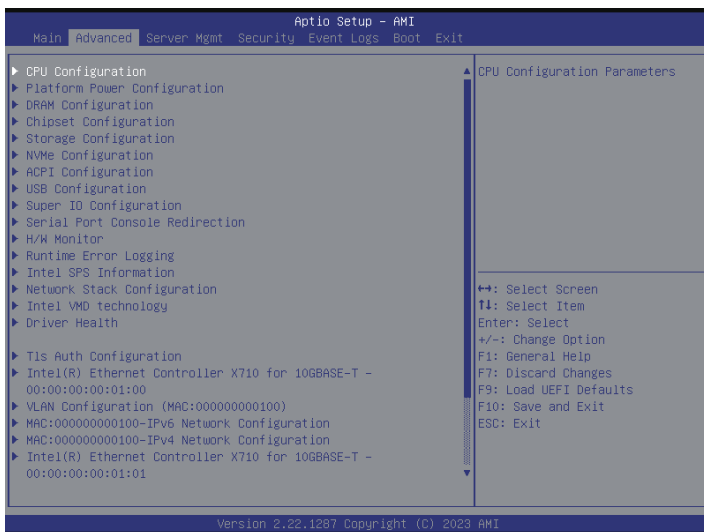 Aptio Setup - AMI
Main Advanced Server Mgmt Security Event Logs Boot Exit
CPU Configuration
Platform Power Configuration
DRAM Configuration
Chipset Configuration
Storage Configuration
NVMe Configuration
ACPI Configuration
USB Configuration
Super IO Configuration
Serial Port Console Redirection
H/W Monitor
Runtime Error Logging
Intel SPS Information
Network Stack Configuration
Intel VMD technology
Driver Health
Tls Auth Configuration
Intel(R) Ethernet Controller X710 for 10GBASE-T -
00:00:00:00:01:00
VLAN Configuration (MAC:000000000100)
MAC:000000000100-IPv6 Network Configuration
MAC:000000000100-IPv4 Network Configuration
Intel(R) Ethernet Controller X710 for 10GBASE-T -
00:00:00:00:01:01
CPU Configuration Parameters
↔: Select Screen
↑↓: Select Item
Enter: Select
+/-: Change Option
F1: General Help
F7: Discard Changes
F9: Load UEFI Defaults
F10: Save and Exit
ESC: Exit
Version 2.22.1287 Copyright (C) 2023 AMI